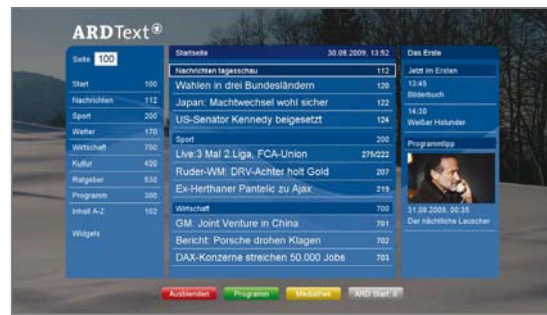 ARDText
Seite 100
Start 100
Nachrichten 112
Sport 200
Wetter 170
Wirtschaft 700
Kultur 400
Ratgeber 530
Programm 300
Inhalt A-Z 102
Widgets
Startseite 30.08.2009, 13:52
Nachrichten tagesschau 112
Wahlen in drei Bundesländern 120
Japan: Machtwechsel wohl sicher 122
US-Senator Kennedy beigesetzt 124
Sport 200
Live:3 Mal 2.Liga, FCA-Union 275/222
Ruder-WM: DRV-Achter holt Gold 207
Ex-Herthaner Pantelic zu Ajax 219
Wirtschaft 700
GM: Joint Venture in China 701
Bericht: Porsche drohen Klagen 702
DAX-Konzerne streichen 50.000 Jobs 703
Das Erste
Jetzt im Ersten
13:45
Bilderbuch
14:30
Weißer Holunder
Programmtipp
31.08.2009, 00:35
Der nächtliche Lauscher
Ausblenden
Programm
Mediathek
ARD Start: 0